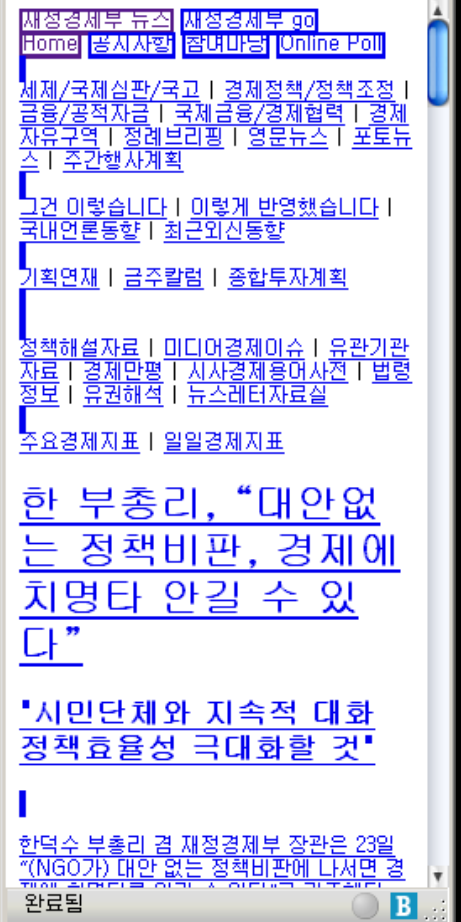 재정경제부 뉴스 재정경제부 go
Home 공지사항 참여마당 Online Poll
세제/국제심판/국고 | 경제정책/정책조정 |
금융/공적자금 | 국제금융/경제협력 | 경제
자유구역 | 정례브리핑 | 영문뉴스 | 포토뉴
스 | 주간행사계획
그건 이렇습니다 | 이렇게 반영했습니다 |
국내언론동향 | 최근외신동향
기획연재 | 금주칼럼 | 종합투자계획
정책해설자료 | 미디어경제이슈 | 유관기관
자료 | 경제만평 | 시사경제용어사전 | 법령
정보 | 유권해석 | 뉴스레터자료실
주요경제지표 | 일일경제지표
한 부총리, “대안없
는 정책비판, 경제에
치명타 안길 수 있
다”
"시민단체와 지속적 대화
정책효율성 극대화할 것"
한덕수 부총리 겸 재정경제부 장관은 23일
“(NGO가) 대안 없는 정책비판에 나서면 경
완료됨 B